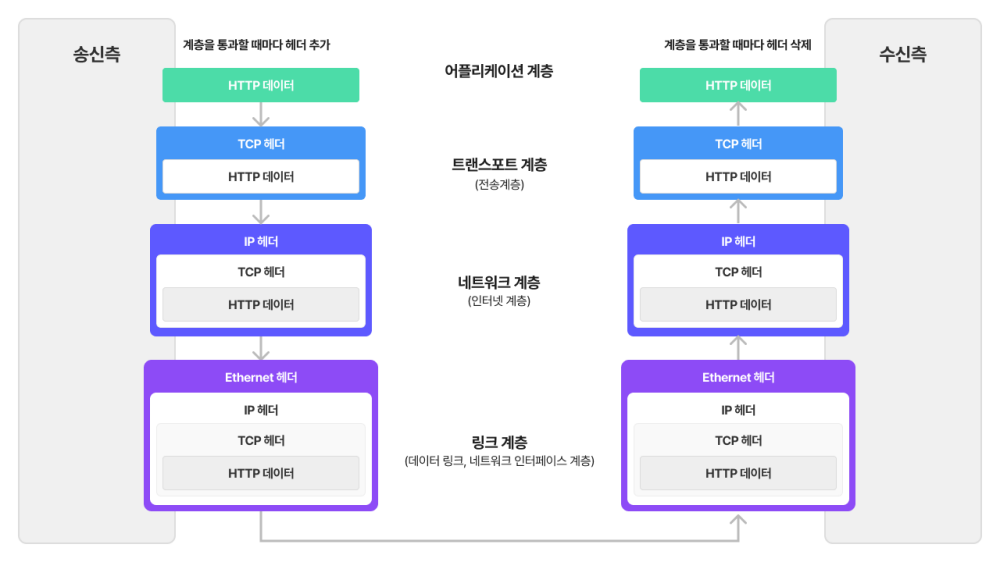 송신측
계층을 통과할 때마다 헤더 추가
HTTP 데이터
TCP 헤더
HTTP 데이터
IP 헤더
TCP 헤더
HTTP 데이터
Ethernet 헤더
IP 헤더
TCP 헤더
HTTP 데이터
어플리케이션 계층
트랜스포트 계층
(전송계층)
네트워크 계층
(인터넷 계층)
링크 계층
(데이터 링크, 네트워크 인터페이스 계층)
계층을 통과할 때마다 헤더 삭제
수신측
HTTP 데이터
TCP 헤더
HTTP 데이터
IP 헤더
TCP 헤더
HTTP 데이터
Ethernet 헤더
IP 헤더
TCP 헤더
HTTP 데이터